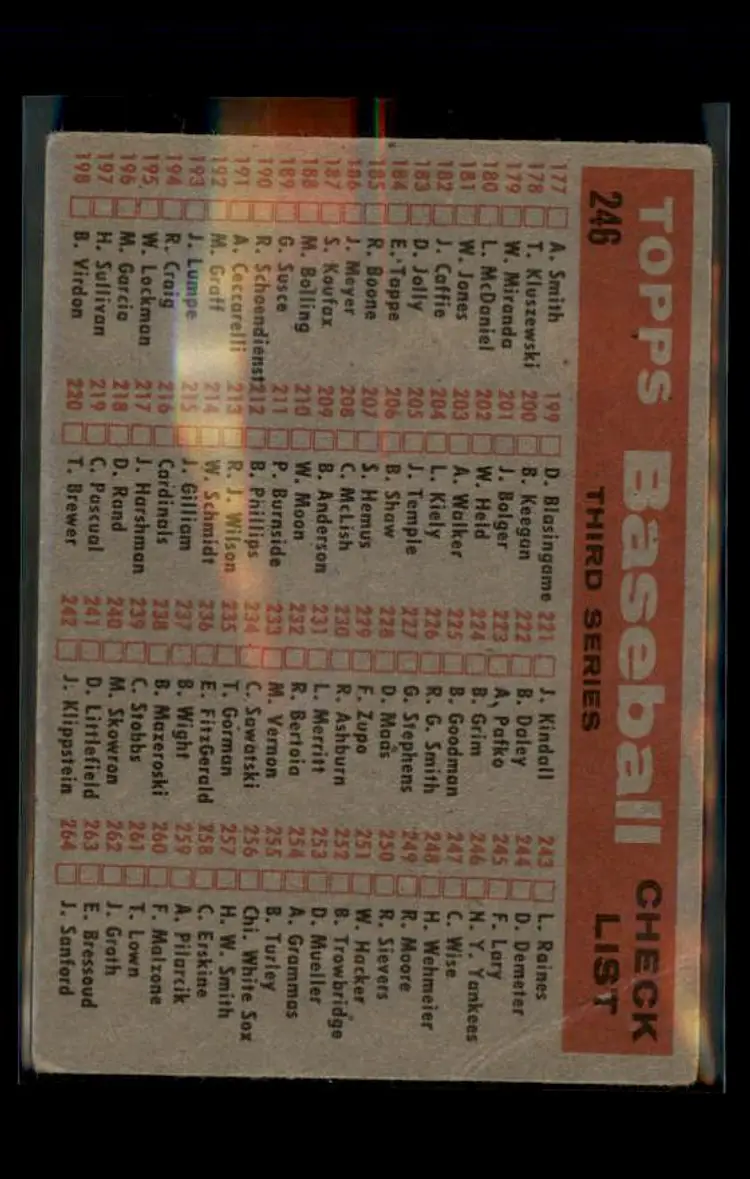 TOPPS Baseball CHECK LIST
246 THIRD SERIES
177 A. Smith
178 T. Kluszewski
179 W. Miranda
180 L. McDaniel
181 W. Jones
182 J. Caffie
183 D. Jolly
184 E. Tappe
185 R. Boone
186 J. Meyer
187 S. Koufax
188 M. Bolling
189 G. Susce
190 R. Schoendienst
191 A. Ceccarelli
192 M. Graff
193 J. Lumpe
194 R. Craig
195 W. Lockman
196 M. Garcia
197 H. Sullivan
198 B. Virdon
199 D. Blasingame
200 B. Keegan
201 J. Bolger
202 W. Held
203 A. Walker
204 L. Kiely
205 J. Temple
206 B. Shaw
207 S. Hemus
208 C. McLish
209 B. Anderson
210 W. Moon
211 P. Burnside
212 B. Phillips
213 R. J. Wilson
214 W. Schmidt
215 J. Gilliam
216 Cardinals
217 J. Harshman
218 D. Rand
219 C. Pascual
220 T. Brewer
221 J. Kindall
222 B. Daley
223 A. Pafko
224 B. Grim
225 B. Goodman
226 R. G. Smith
227 G. Stephens
228 D. Maas
229 F. Zupo
230 R. Ashburn
231 L. Merritt
232 R. Bertoia
233 M. Vernon
234 C. Sawatski
235 T. Gorman
236 E. FitzGerald
237 B. Wight
238 B. Mazeroski
239 C. Stobbs
240 M. Skowron
241 D. Littlefield
242 J. Klippstein
243 L. Raines
244 D. Demeter
245 F. Lary
246 N. Y. Yankees
247 C. Wise
248 H. Wehmeier
249 R. Moore
250 R. Sievers
251 W. Hacker
252 B. Trowbridge
253 D. Mueller
254 A. Grammas
255 B. Turley
256 Chi. White Sox
257 H. W. Smith
258 C. Erskine
259 A. Pilarcik
260 F. Malzone
261 T. Lown
262 J. Groth
263 E. Bressoud
264 J. Sanford